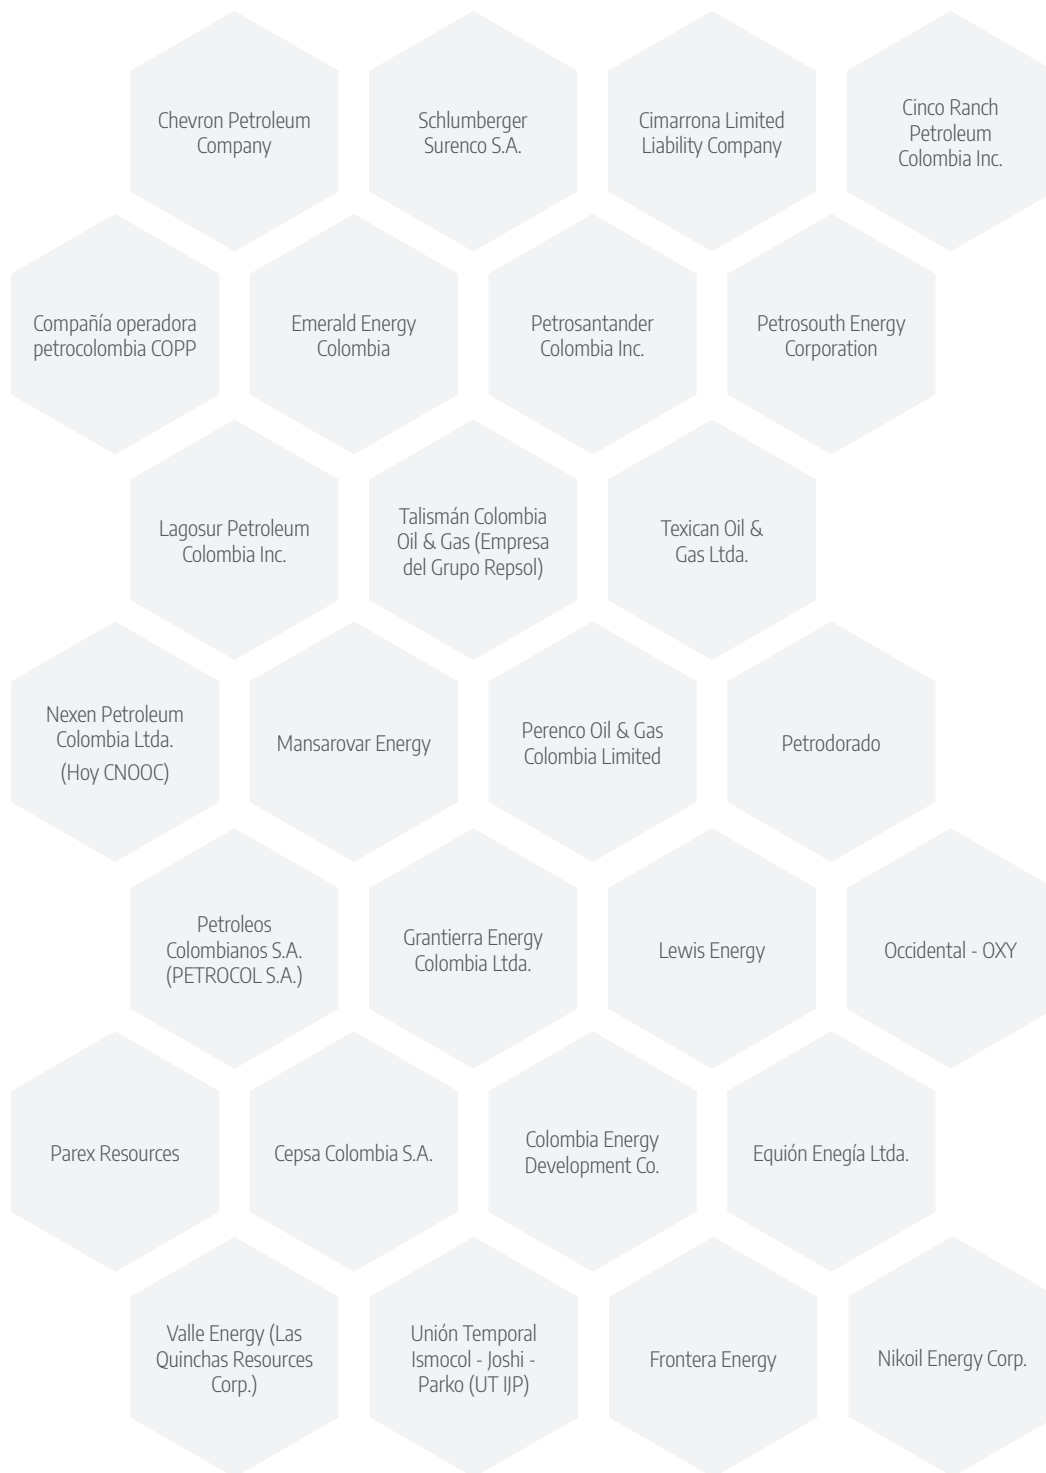 Chevron Petroleum
Company
Schlumberger
Surenco S.A.
Cimarrona Limited
Liability Company
Cinco Ranch
Petroleum
Colombia Inc.
Compañía operadora
petrocolombia COPP
Emerald Energy
Colombia
Petrosantander
Colombia Inc.
Petrosouth Energy
Corporation
Lagosur Petroleum
Colombia Inc.
Talismán Colombia
Oil & Gas (Empresa
del Grupo Repsol)
Texican Oil &
Gas Ltda.
Nexen Petroleum
Colombia Ltda.
(Hoy CNOOC)
Mansarovar Energy
Perenco Oil & Gas
Colombia Limited
Petrodorado
Petroleos
Colombianos S.A.
(PETROCOL S.A.)
Grantierra Energy
Colombia Ltda.
Lewis Energy
Occidental - OXY
Parex Resources
Cepsa Colombia S.A.
Colombia Energy
Development Co.
Equión Enegía Ltda.
Valle Energy (Las
Quinchas Resources
Corp.)
Unión Temporal
Ismocol - Joshi -
Parko (UT IJP)
Frontera Energy
Nikoil Energy Corp.